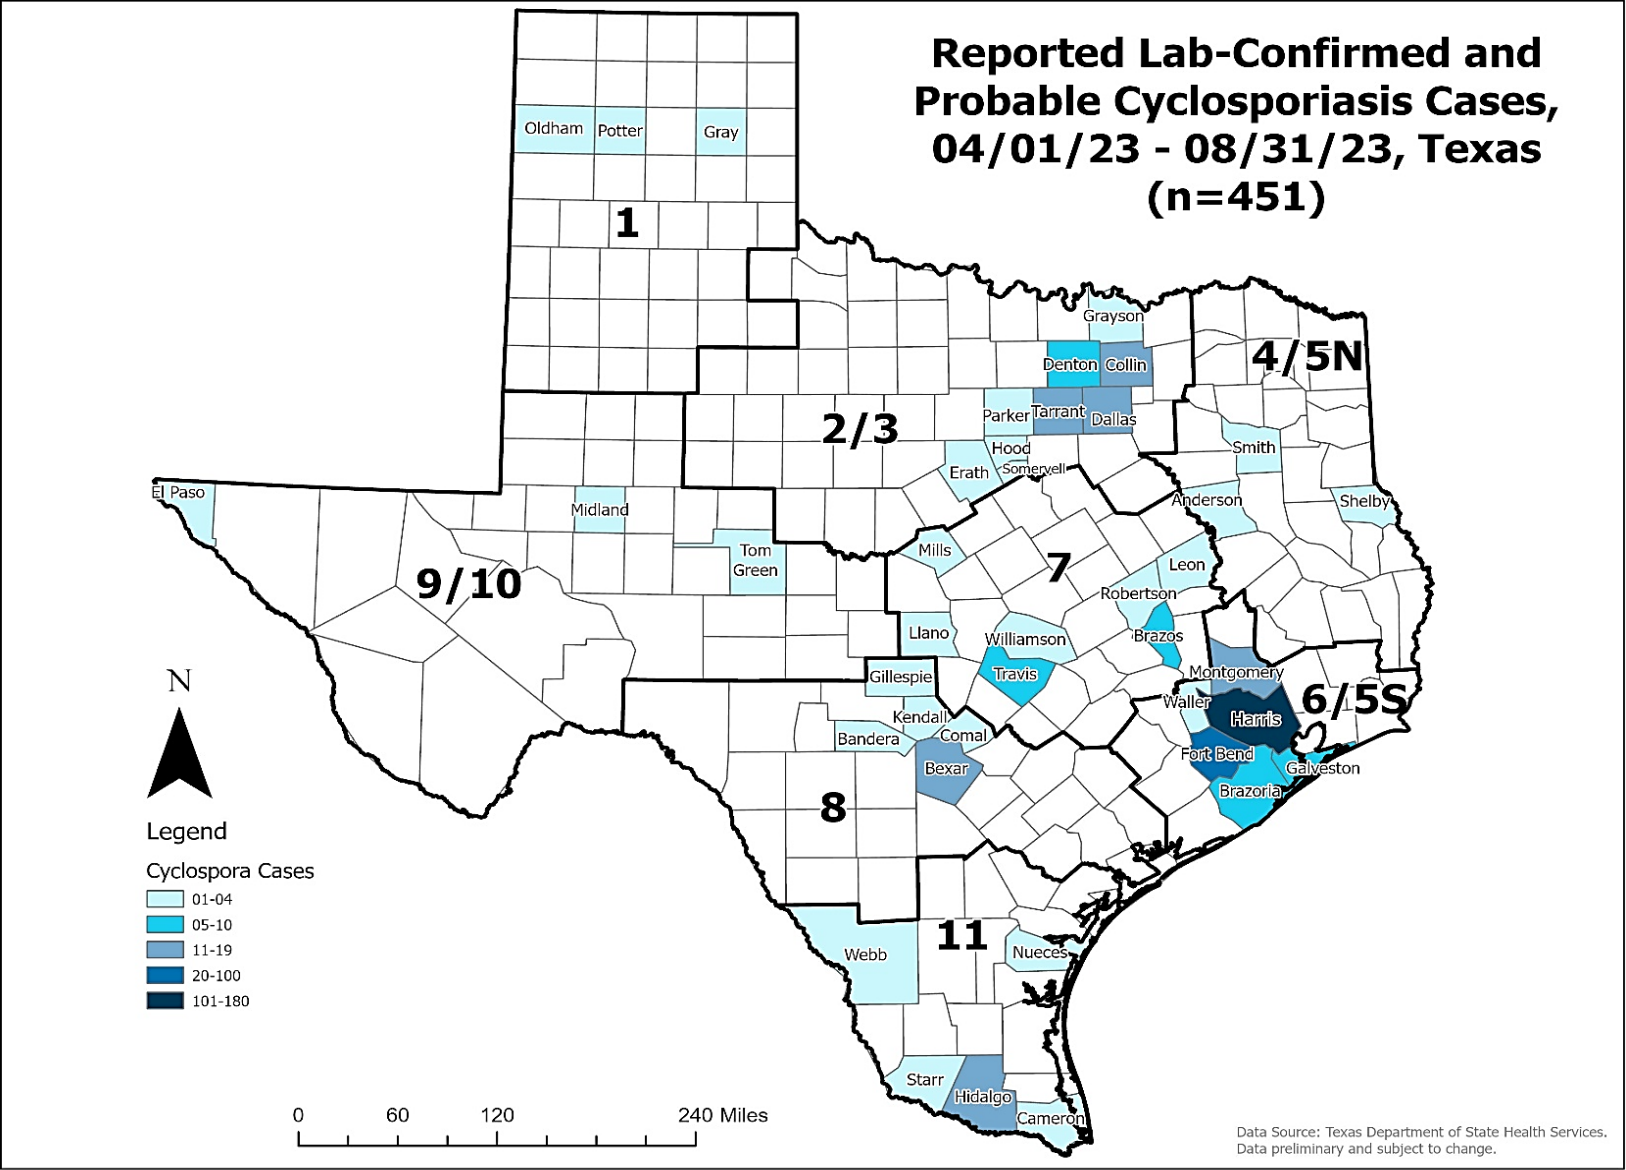 Reported Lab-Confirmed and
Probable Cyclosporiasis Cases,
04/01/23 - 08/31/23, Texas
(n=451)
Oldham
Potter
Gray
1
Grayson
4/5N
Denton
Collin
2/3
Parker
Tarrant
Dallas
Hood
Smith
Erath
Somervell
El Paso
Midland
Anderson
Shelby
Tom
Green
Mills
7
Leon
9/10
Robertson
Llano
Williamson
Brazos
Travis
Montgomery
Gillespie
Waller
6/5S
Kendall
Harris
Bandera
Comal
Fort Bend
Bexar
Galveston
Brazoria
8
N
Legend
Cyclospora Cases
01-04
05-10
11-19
20-100
101-180
11
Webb
Nueces
Starr
Hidalgo
Cameron
0 60 120 240 Miles
Data Source: Texas Department of State Health Services.
Data preliminary and subject to change.